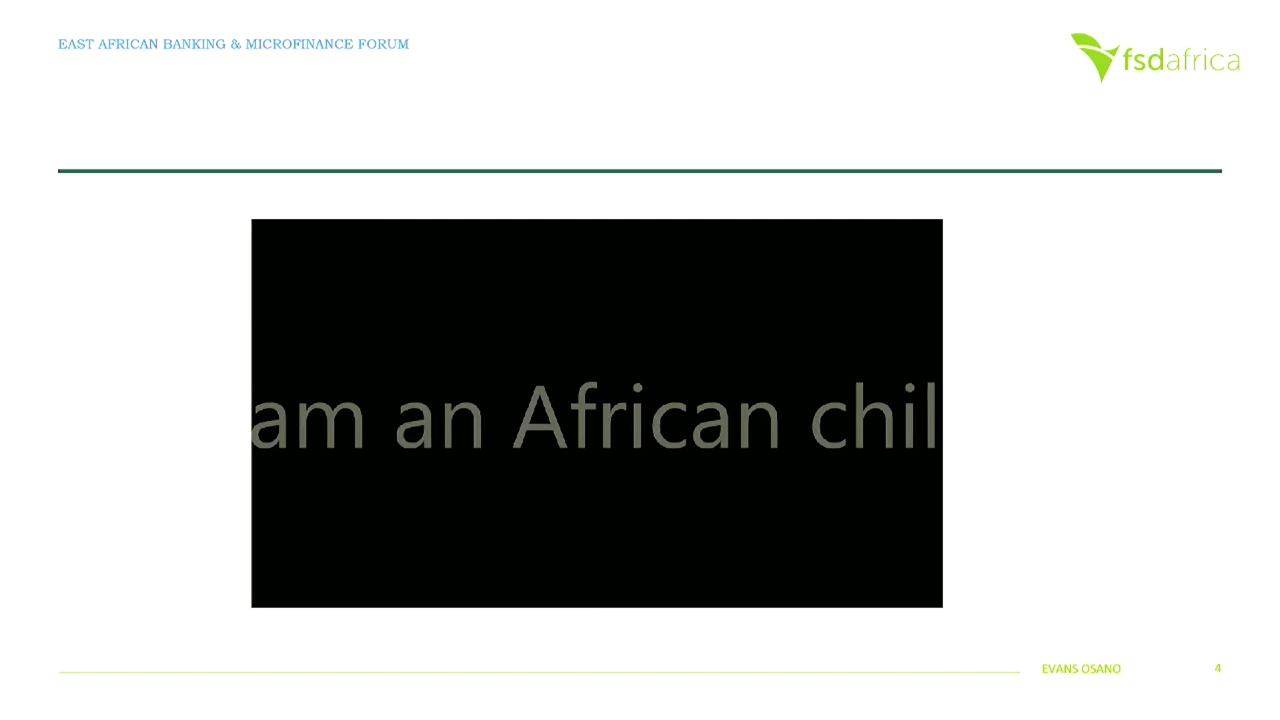 EAST AFRICAN BANKING & MICROFINANCE FORUM
fsdafrica
am an African chil
EVANS OSANO
4